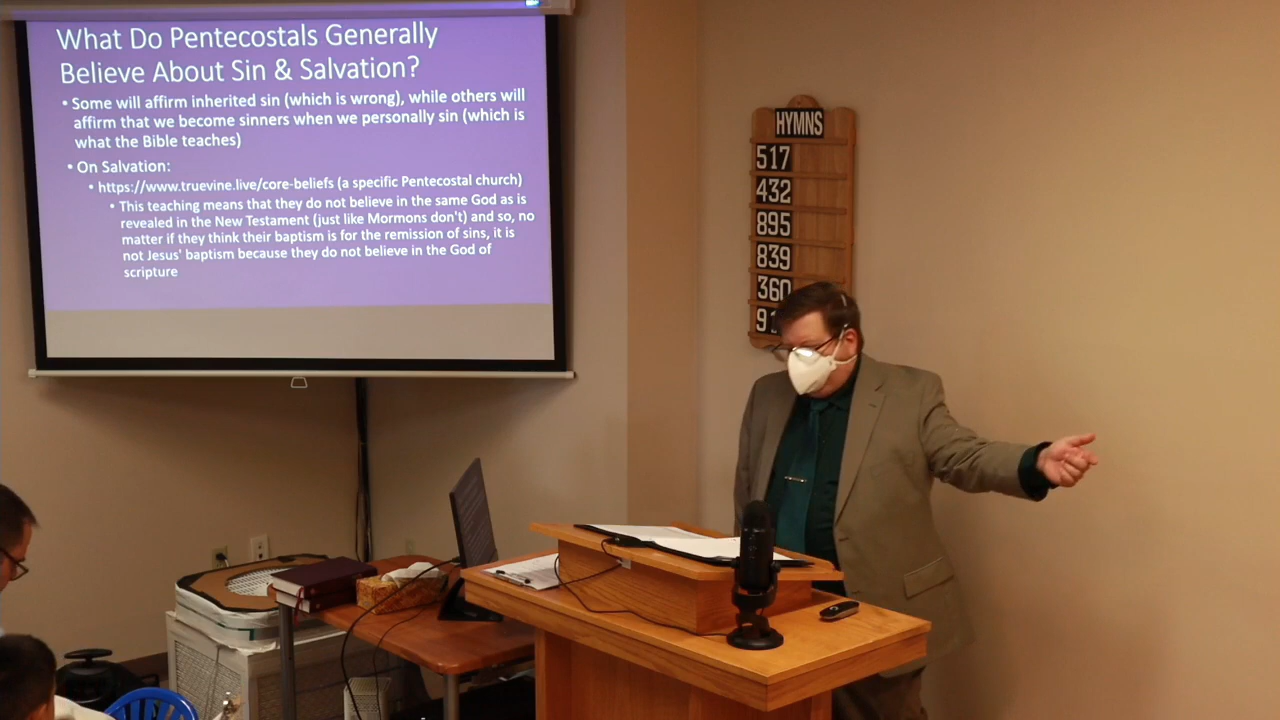 What Do Pentecostals Generally
Believe About Sin & Salvation?
• Some will affirm inherited sin (which is wrong), while others will
affirm that we become sinners when we personally sin (which is
what the Bible teaches)
• On Salvation:
• https://www.truevine.live/core-beliefs (a specific Pentecostal church)
• This teaching means that they do not believe in the same God as is
revealed in the New Testament (just like Mormons don't) and so, no
matter if they think their baptism is for the remission of sins, it is
not Jesus' baptism because they do not believe in the God of
scripture
HYMNS
517
432
895
839
360